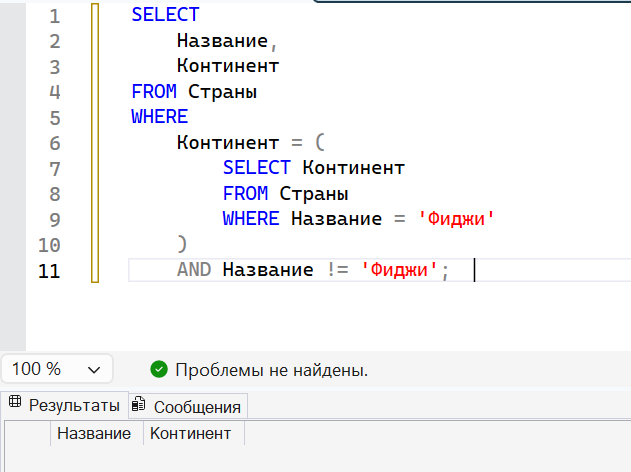 1 SELECT
2 Название,
3 Континент
4 FROM Страны
5 WHERE
6 Континент = (
7 SELECT Континент
8 FROM Страны
9 WHERE Название = 'Фиджи'
10 )
11 AND Название != 'Фиджи';
100 % Проблемы не найдены.
Результаты Сообщения
Название Континент